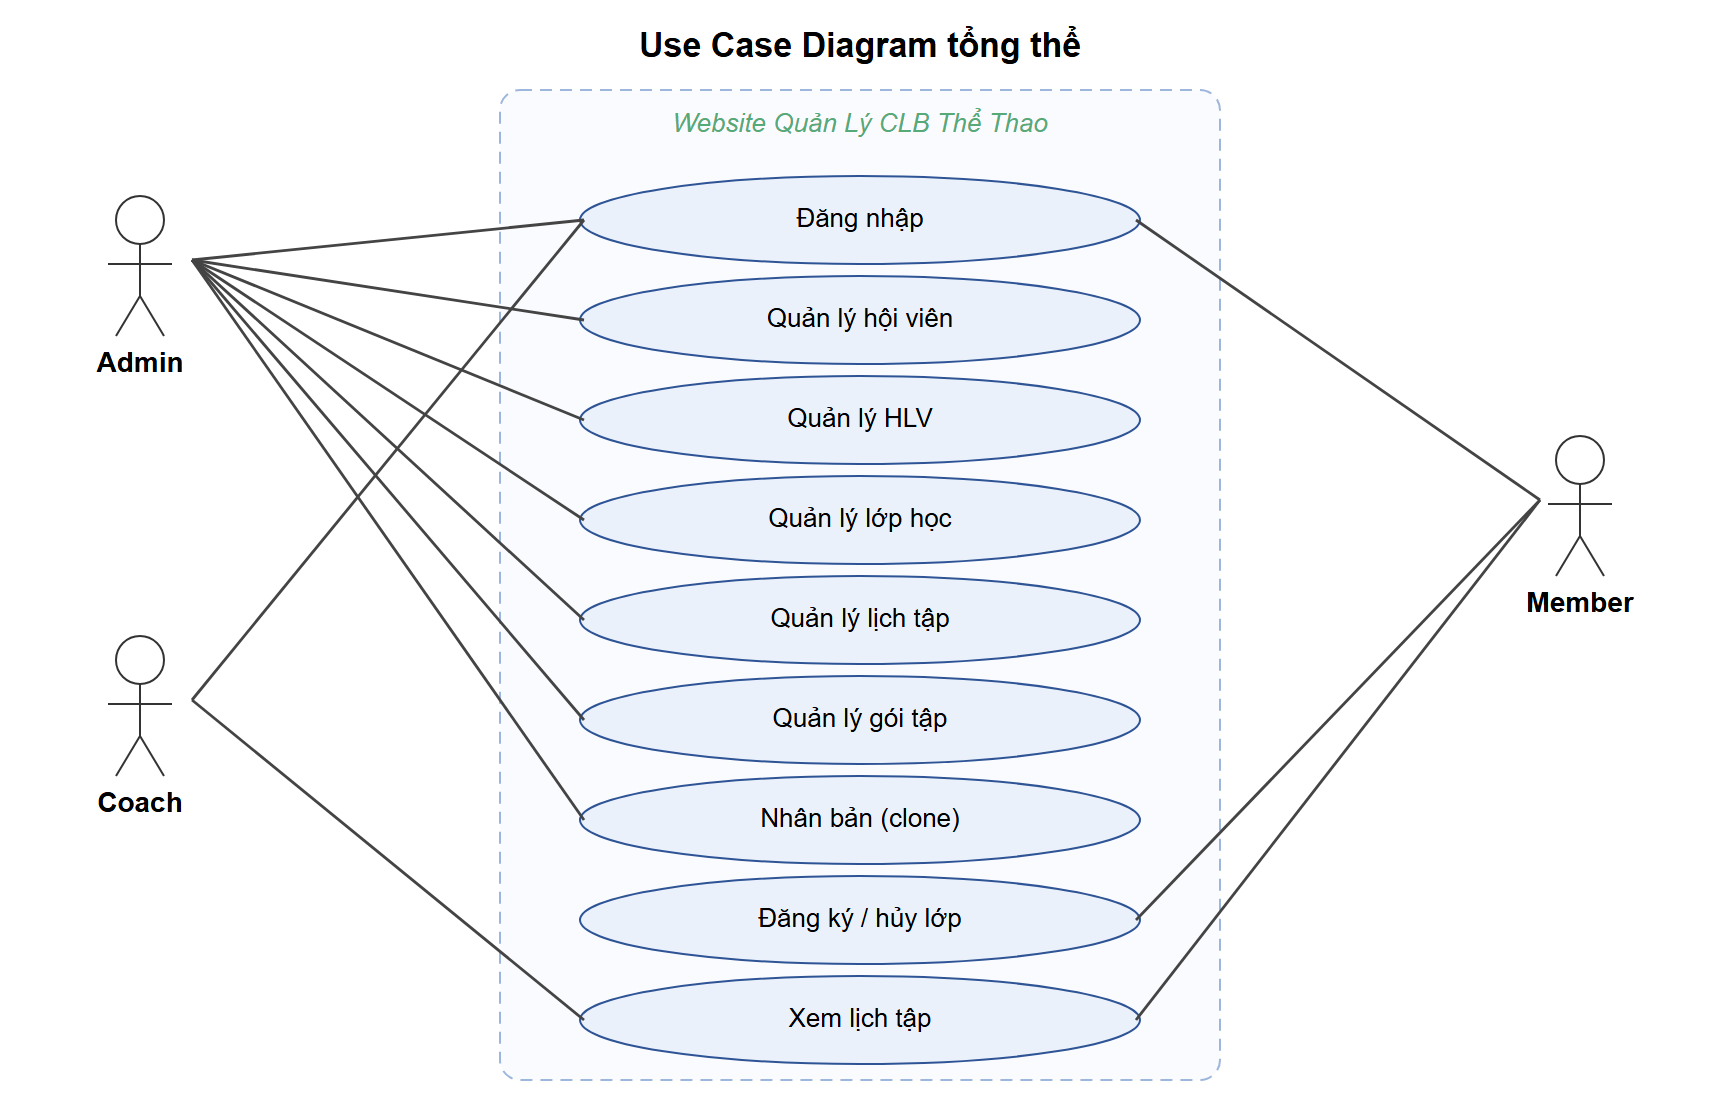 Use Case Diagram tổng thể
Website Quản Lý CLB Thể Thao
Đăng nhập
Quản lý hội viên
Quản lý HLV
Quản lý lớp học
Quản lý lịch tập
Quản lý gói tập
Nhân bản (clone)
Đăng ký / hủy lớp
Xem lịch tập
Admin
Coach
Member